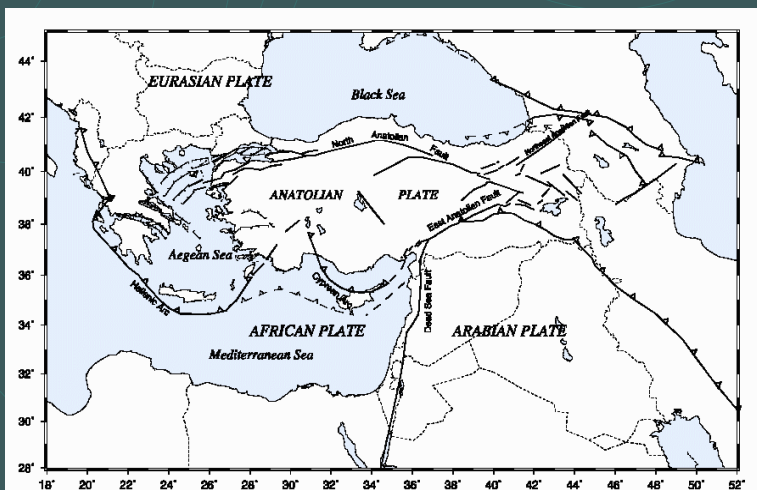 44˚
42˚
40˚
38˚
36˚
34˚
32˚
30˚
28˚
EURASIAN PLATE
Black Sea
North Anatolian Fault
ANATOLIAN PLATE
East Anatolian Fault
Aegean Sea
Hellenic Arc
Dead Sea Fault
AFRICAN PLATE
ARABIAN PLATE
Mediterranean Sea
18˚ 20˚ 22˚ 24˚ 26˚ 28˚ 30˚ 32˚ 34˚ 36˚ 38˚ 40˚ 42˚ 44˚ 46˚ 48˚ 50˚ 52˚